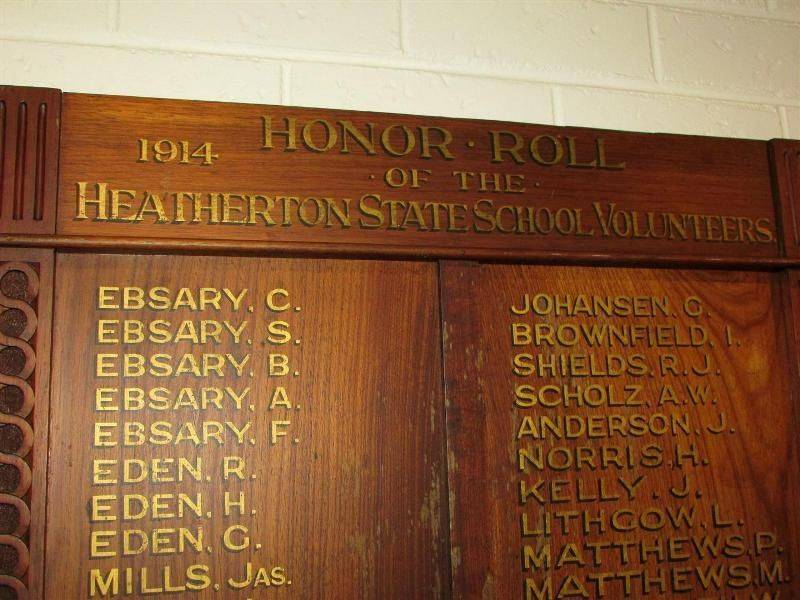 1914 HONOR · ROLL
· OF THE ·
HEATHERTON STATE SCHOOL VOLUNTEERS.
EBSARY, C.
EBSARY, S.
EBSARY, B.
EBSARY, A.
EBSARY, F.
EDEN, R.
EDEN, H.
EDEN, G.
MILLS, JAS.
JOHANSEN, G.
BROWNFIELD, I.
SHIELDS, R.J.
SCHOLZ, A.W.
ANDERSON, J.
NORRIS, H.
KELLY, J.
LITHGOW, L.
MATTHEWS, P.
MATTHEWS, M.